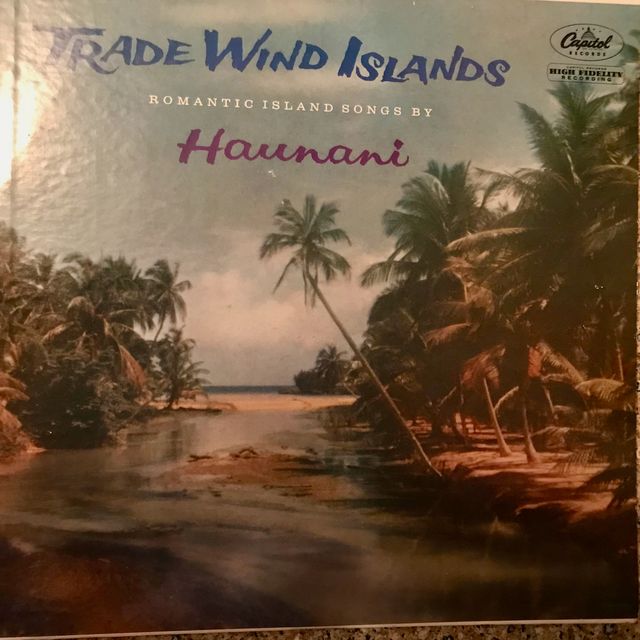 TRADE WIND ISLANDS
ROMANTIC ISLAND SONGS BY
Haunani
Capitol
RECORDS
HIGH FIDELITY
RECORDING